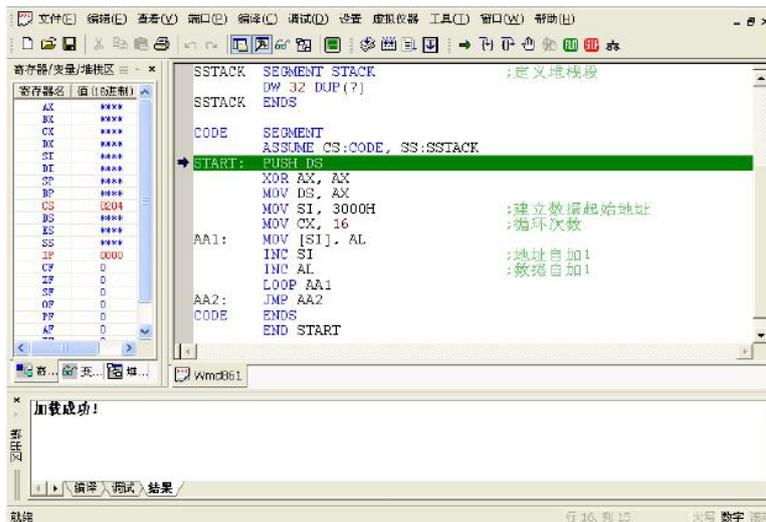 文件(F) 编辑(E) 查看(V) 端口(P) 编译(C) 调试(D) 设置 虚拟仪器 工具(T) 窗口(W) 帮助(H)
寄存器/变量/堆栈区
寄存器名 值(16进制)
AX ****
BX ****
CX ****
DX ****
SI ****
DI ****
SP ****
BP ****
CS 0204
DS ****
ES ****
SS ****
IP 0000
CF 0
ZF 0
SF 0
OF 0
PF 0
AF 0
寄... 变... 堆...
SSTACK SEGMENT STACK ;定义堆栈段
DW 32 DUP(?)
SSTACK ENDS
CODE SEGMENT
ASSUME CS:CODE, SS:SSTACK
START: PUSH DS
XOR AX, AX
MOV DS, AX
MOV SI, 3000H ;建立数据起始地址
MOV CX, 16 ;循环次数
AA1: MOV [SI], AL
INC SI ;地址自加1
INC AL ;数据自加1
LOOP AA1
AA2: JMP AA2
CODE ENDS
END START
Wmd861
加载成功!
输出区
编译 调试 结果
就绪
行 16, 列 15
大写 数字